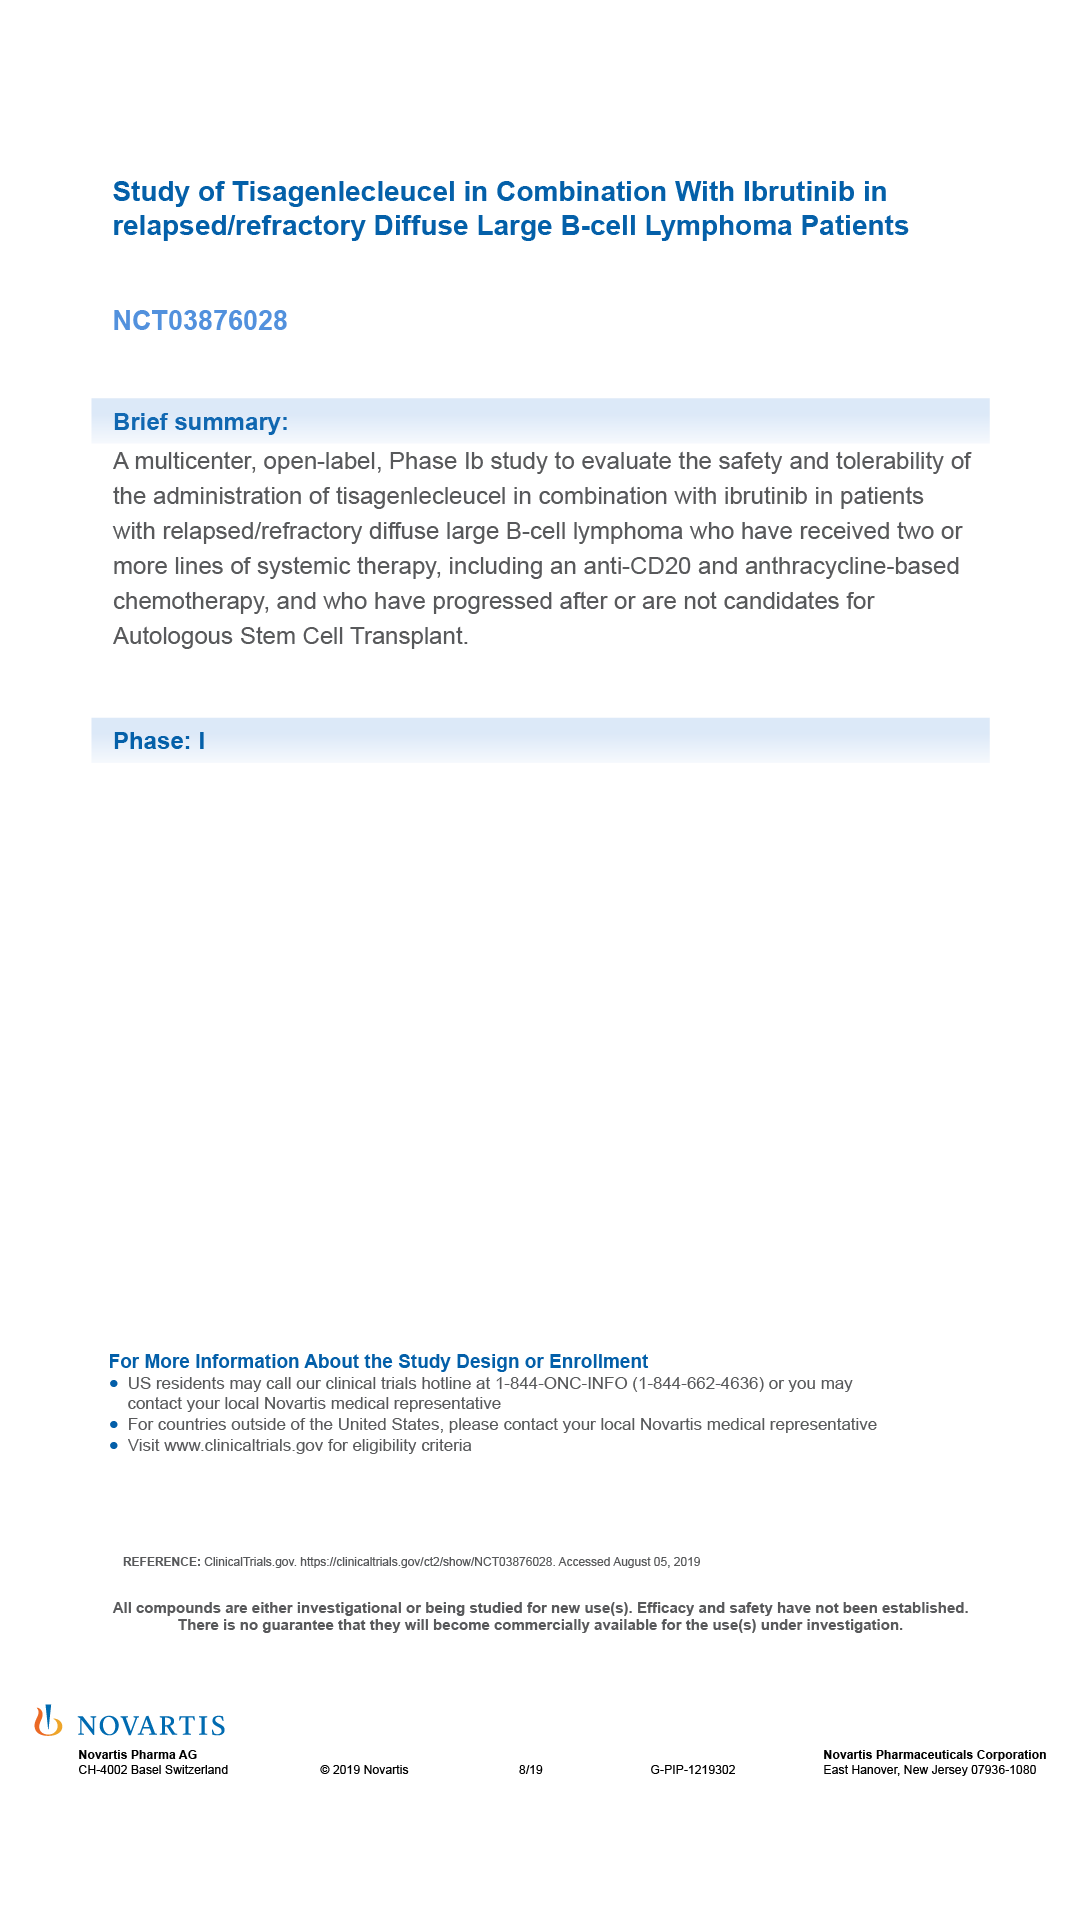 Study of Tisagenlecleucel in Combination With Ibrutinib in
relapsed/refractory Diffuse Large B-cell Lymphoma Patients
NCT03876028
Brief summary:
A multicenter, open-label, Phase Ib study to evaluate the safety and tolerability of
the administration of tisagenlecleucel in combination with ibrutinib in patients
with relapsed/refractory diffuse large B-cell lymphoma who have received two or
more lines of systemic therapy, including an anti-CD20 and anthracycline-based
chemotherapy, and who have progressed after or are not candidates for
Autologous Stem Cell Transplant.
Phase: I
For More Information About the Study Design or Enrollment
● US residents may call our clinical trials hotline at 1-844-ONC-INFO (1-844-662-4636) or you may
contact your local Novartis medical representative
● For countries outside of the United States, please contact your local Novartis medical representative
● Visit www.clinicaltrials.gov for eligibility criteria
REFERENCE: ClinicalTrials.gov. https://clinicaltrials.gov/ct2/show/NCT03876028. Accessed August 05, 2019
All compounds are either investigational or being studied for new use(s). Efficacy and safety have not been established.
There is no guarantee that they will become commercially available for the use(s) under investigation.
NOVARTIS
Novartis Pharma AG
CH-4002 Basel Switzerland
© 2019 Novartis
8/19
G-PIP-1219302
Novartis Pharmaceuticals Corporation
East Hanover, New Jersey 07936-1080